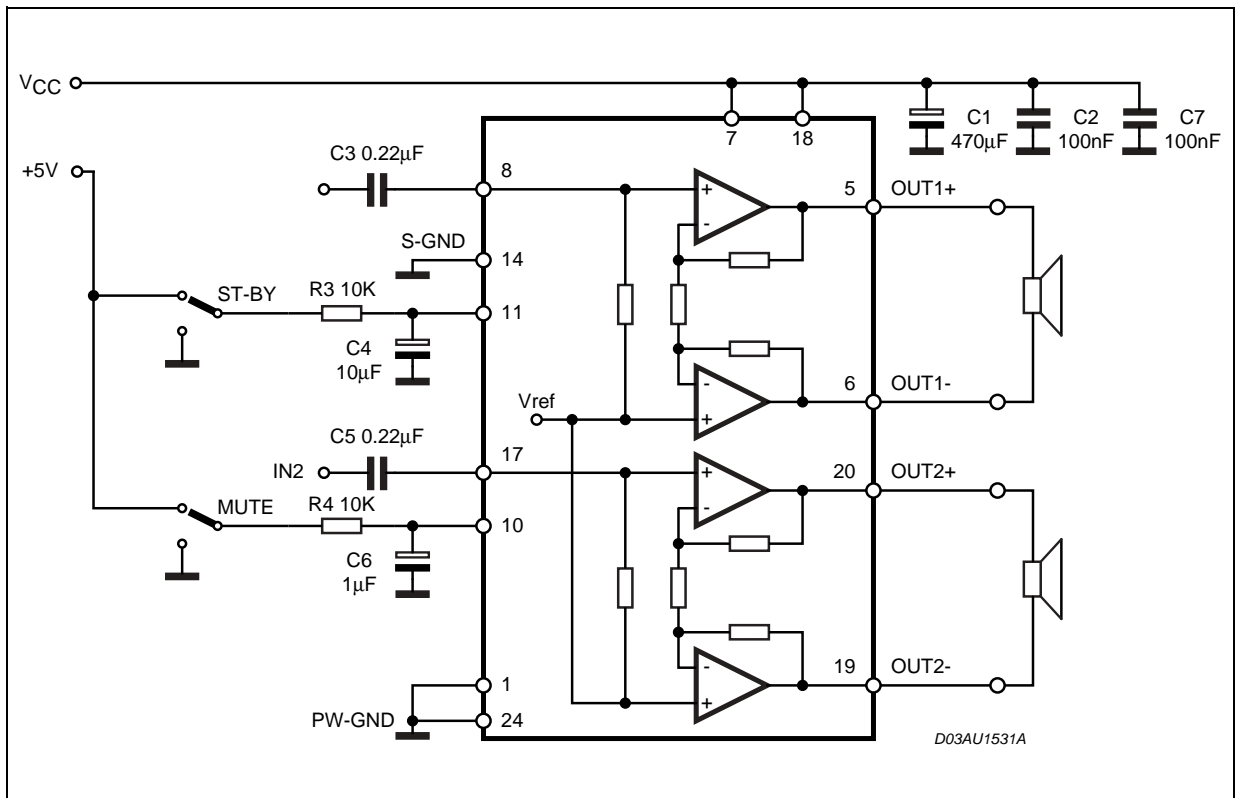 VCC
7
18
C1
470µF
C2
100nF
C7
100nF
+5V
C3 0.22µF
8
5
OUT1+
+
-
S-GND
14
ST-BY
R3 10K
11
C4
10µF
6
OUT1-
-
+
Vref
C5 0.22µF
IN2
17
20
OUT2+
+
-
MUTE
R4 10K
10
C6
1µF
19
OUT2-
-
+
1
PW-GND
24
D03AU1531A